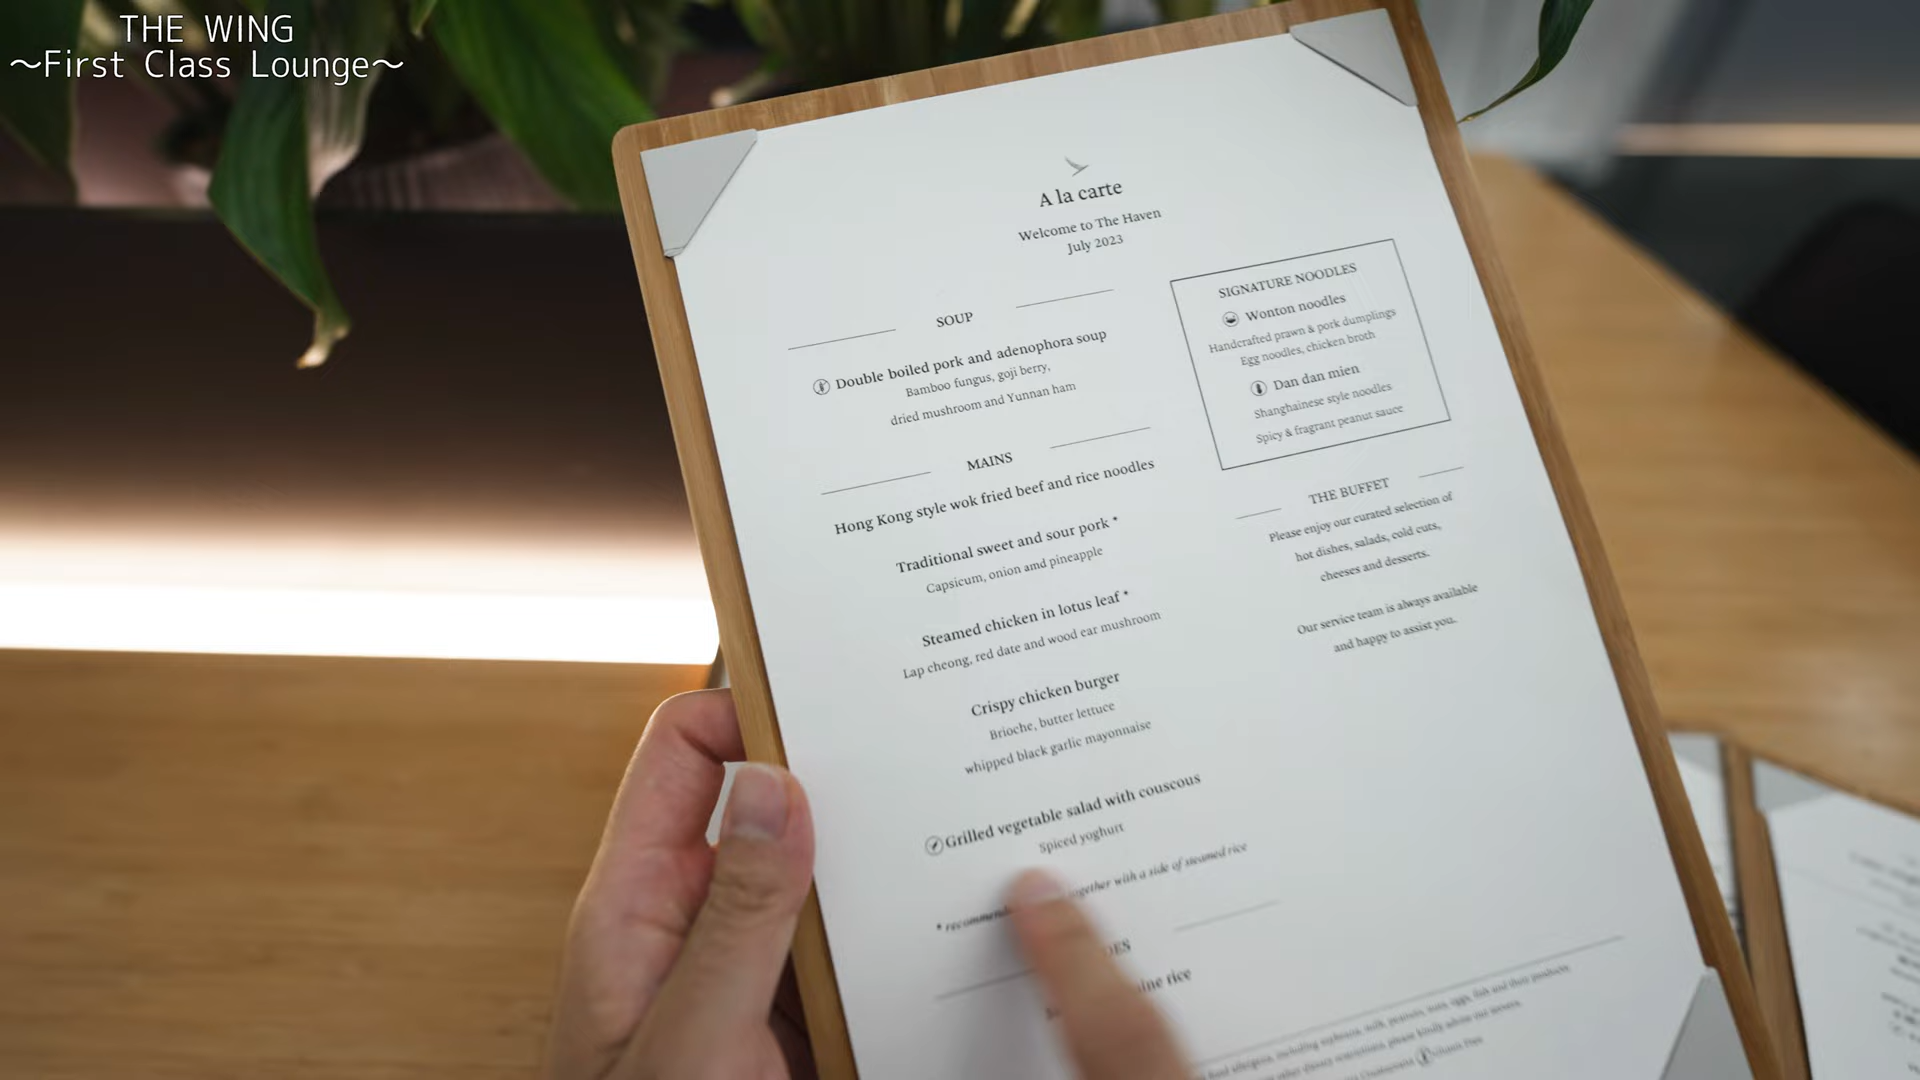 THE WING
～First Class Lounge～
A la carte
Welcome to The Haven
July 2023
SOUP
Double boiled pork and adenophora soup
Bamboo fungus, goji berry,
dried mushroom and Yunnan ham
MAINS
Hong Kong style wok fried beef and rice noodles
Traditional sweet and sour pork *
Capsicum, onion amd pineapple
Steamed chicken in lotus leaf *
Lap cheong, red date and wood ear mushroom
Crispy chicken burger
Brioche, butter lettuce
whipped black garlic mayonnaise
Grilled vegetable salad with couscous
Spiced yoghurt
* together with a side of steamed rice
rice
SIGNATURE NOODLES
Wonton noodles
Handcrafted prawn & pork dumplings
Egg noodles, chicken broth
Dan dan mien
Shanghainese style noodles
Spicy & fragrant peanut sauce
THE BUFFET
Please enjoy our curated selection of
hot dishes, salads, cold cuts,
cheeses and desserts.
Our service team is always available
and happy to assist you.